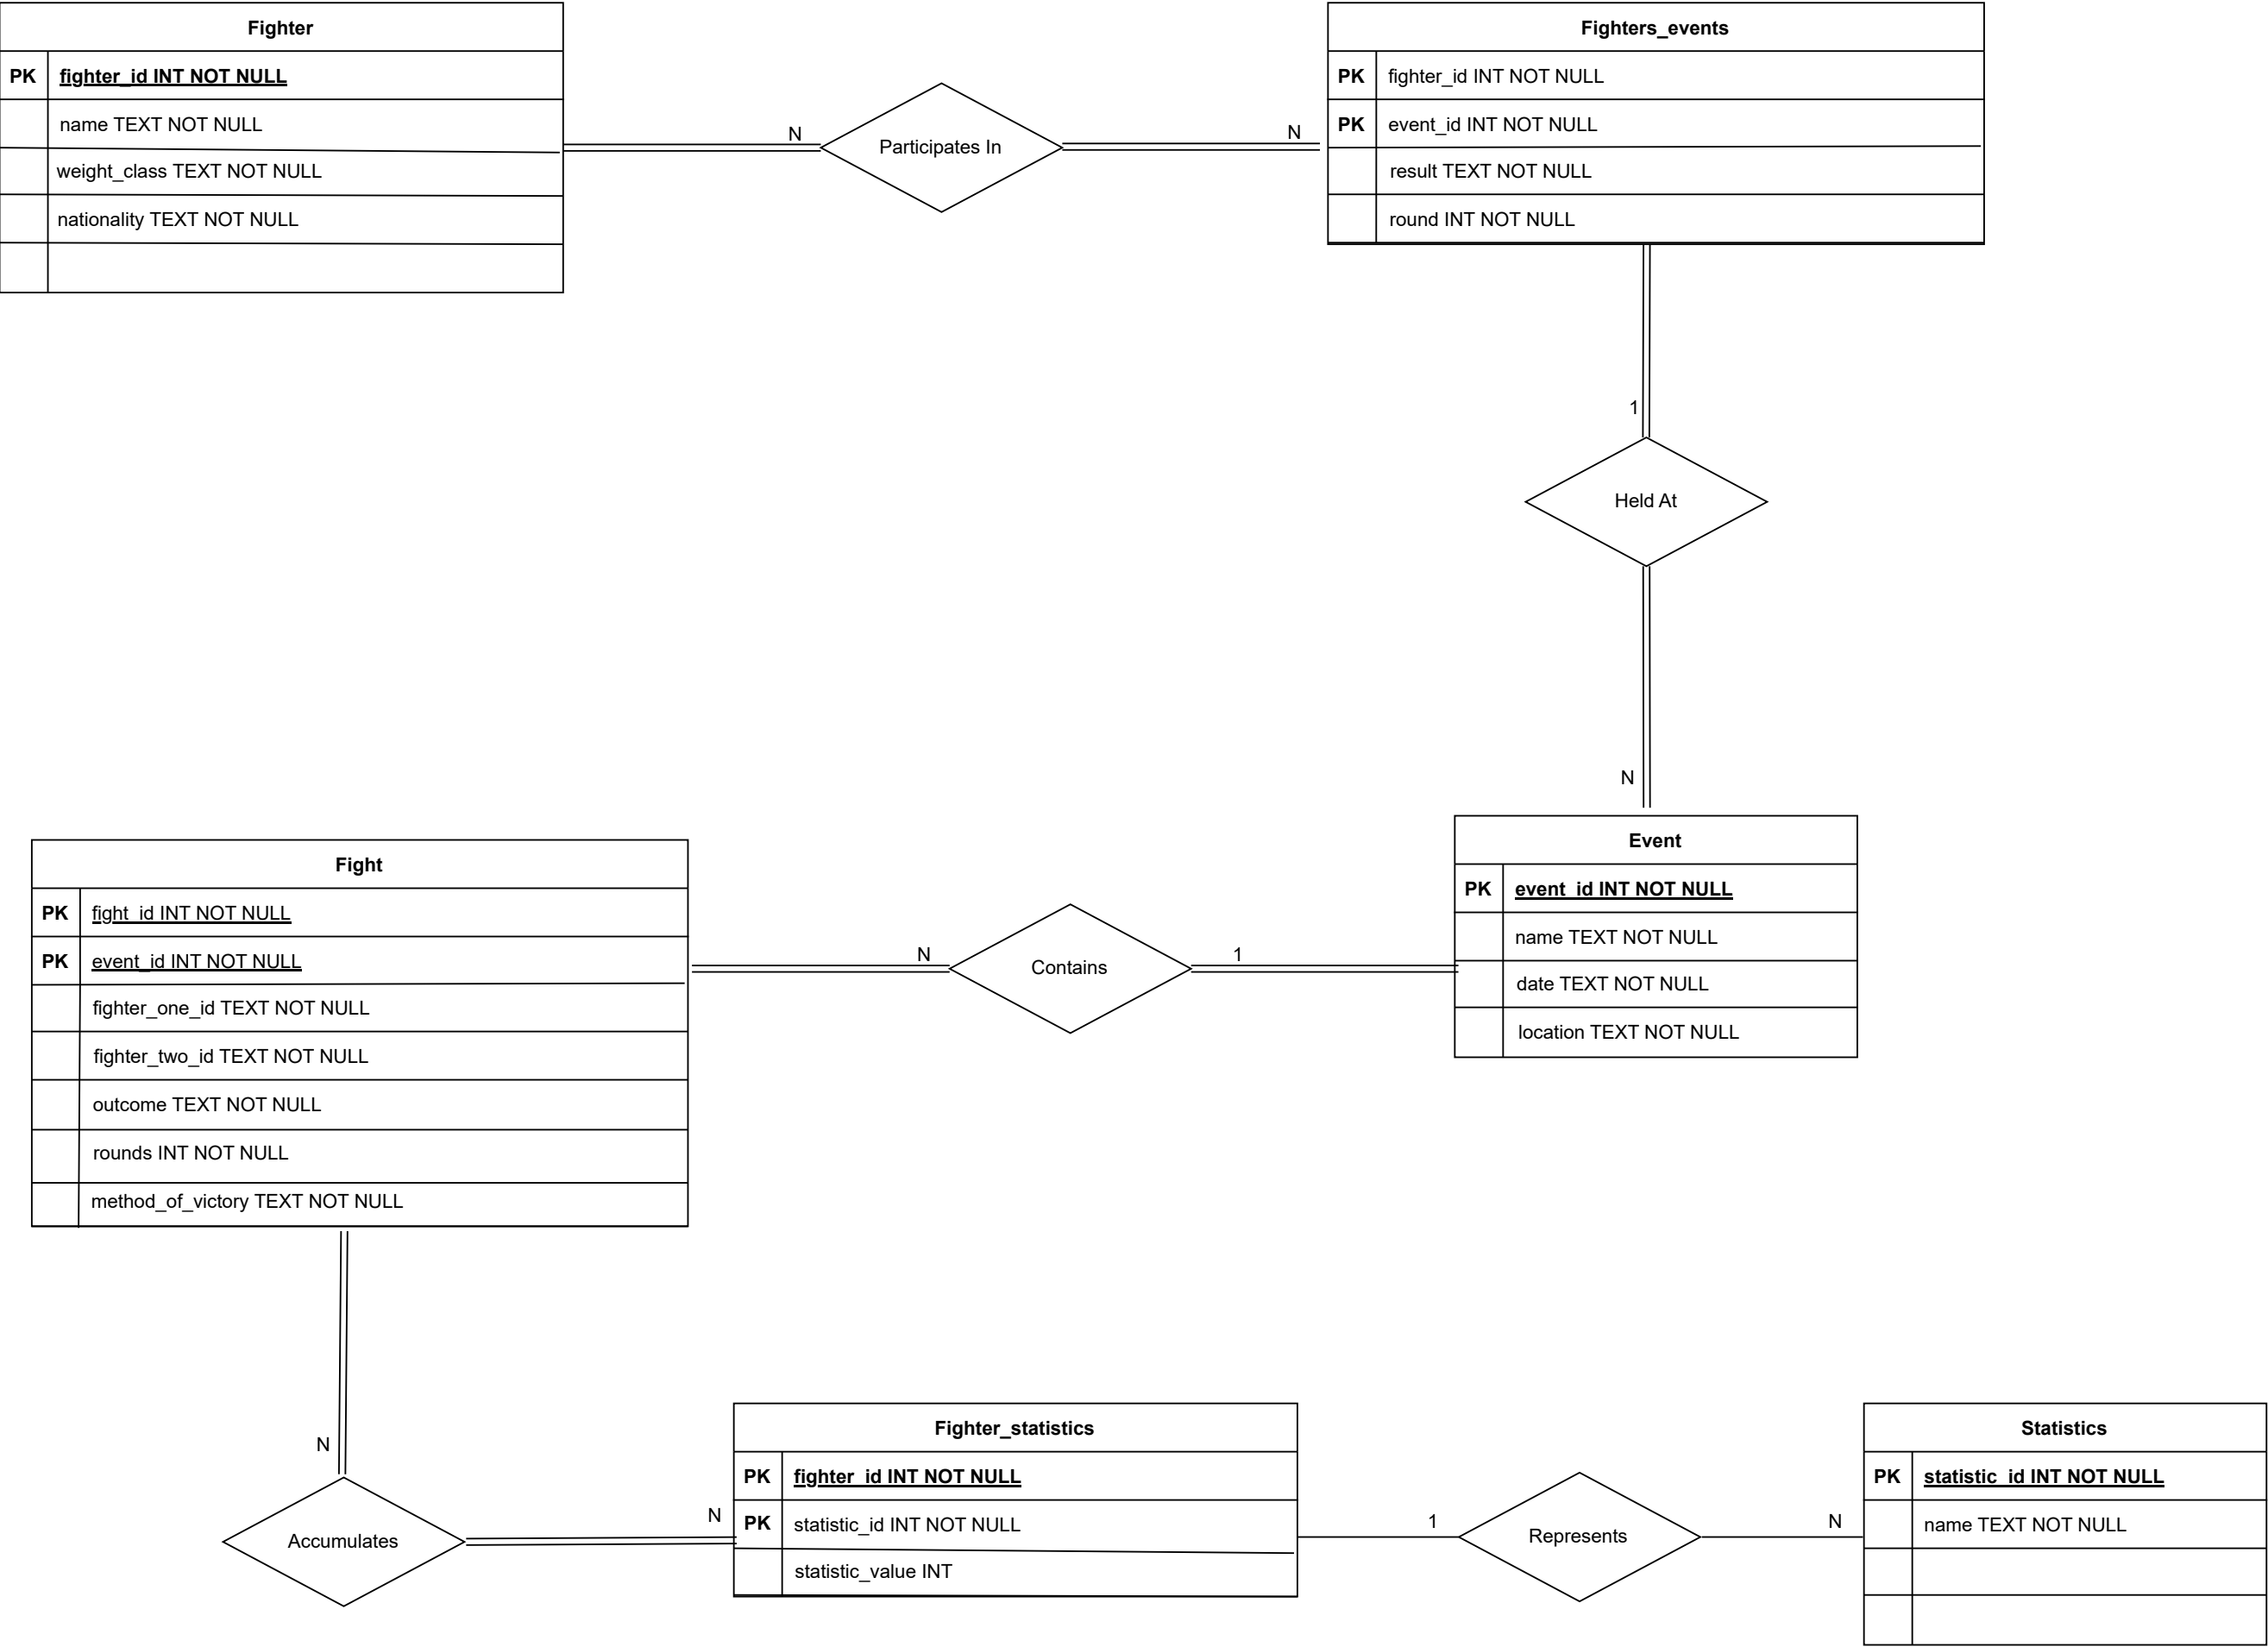 Fighter
PK fighter_id INT NOT NULL
name TEXT NOT NULL
weight_class TEXT NOT NULL
nationality TEXT NOT NULL
N
Participates In
N
Fighters_events
PK fighter_id INT NOT NULL
PK event_id INT NOT NULL
result TEXT NOT NULL
round INT NOT NULL
1
Held At
N
Event
PK event_id INT NOT NULL
name TEXT NOT NULL
date TEXT NOT NULL
location TEXT NOT NULL
1
Contains
N
Fight
PK fight_id INT NOT NULL
PK event_id INT NOT NULL
fighter_one_id TEXT NOT NULL
fighter_two_id TEXT NOT NULL
outcome TEXT NOT NULL
rounds INT NOT NULL
method_of_victory TEXT NOT NULL
N
Accumulates
N
Fighter_statistics
PK fighter_id INT NOT NULL
PK statistic_id INT NOT NULL
statistic_value INT
1
Represents
N
Statistics
PK statistic_id INT NOT NULL
name TEXT NOT NULL